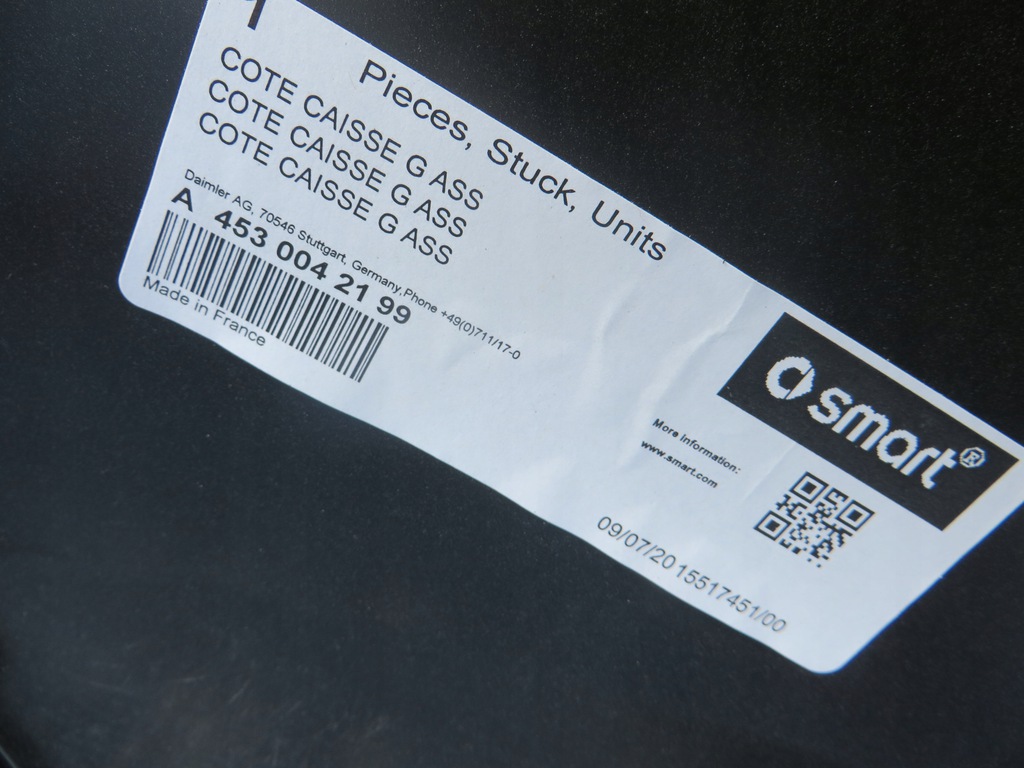 1
Pieces, Stuck, Units
COTE CAISSE G ASS
COTE CAISSE G ASS
COTE CAISSE G ASS
Daimler AG, 70546 Stuttgart, Germany,Phone +49(0)711/17-0
A 453 004 21 99
Made in France
smart®
More information:
www.smart.com
09/07/2015517451/00